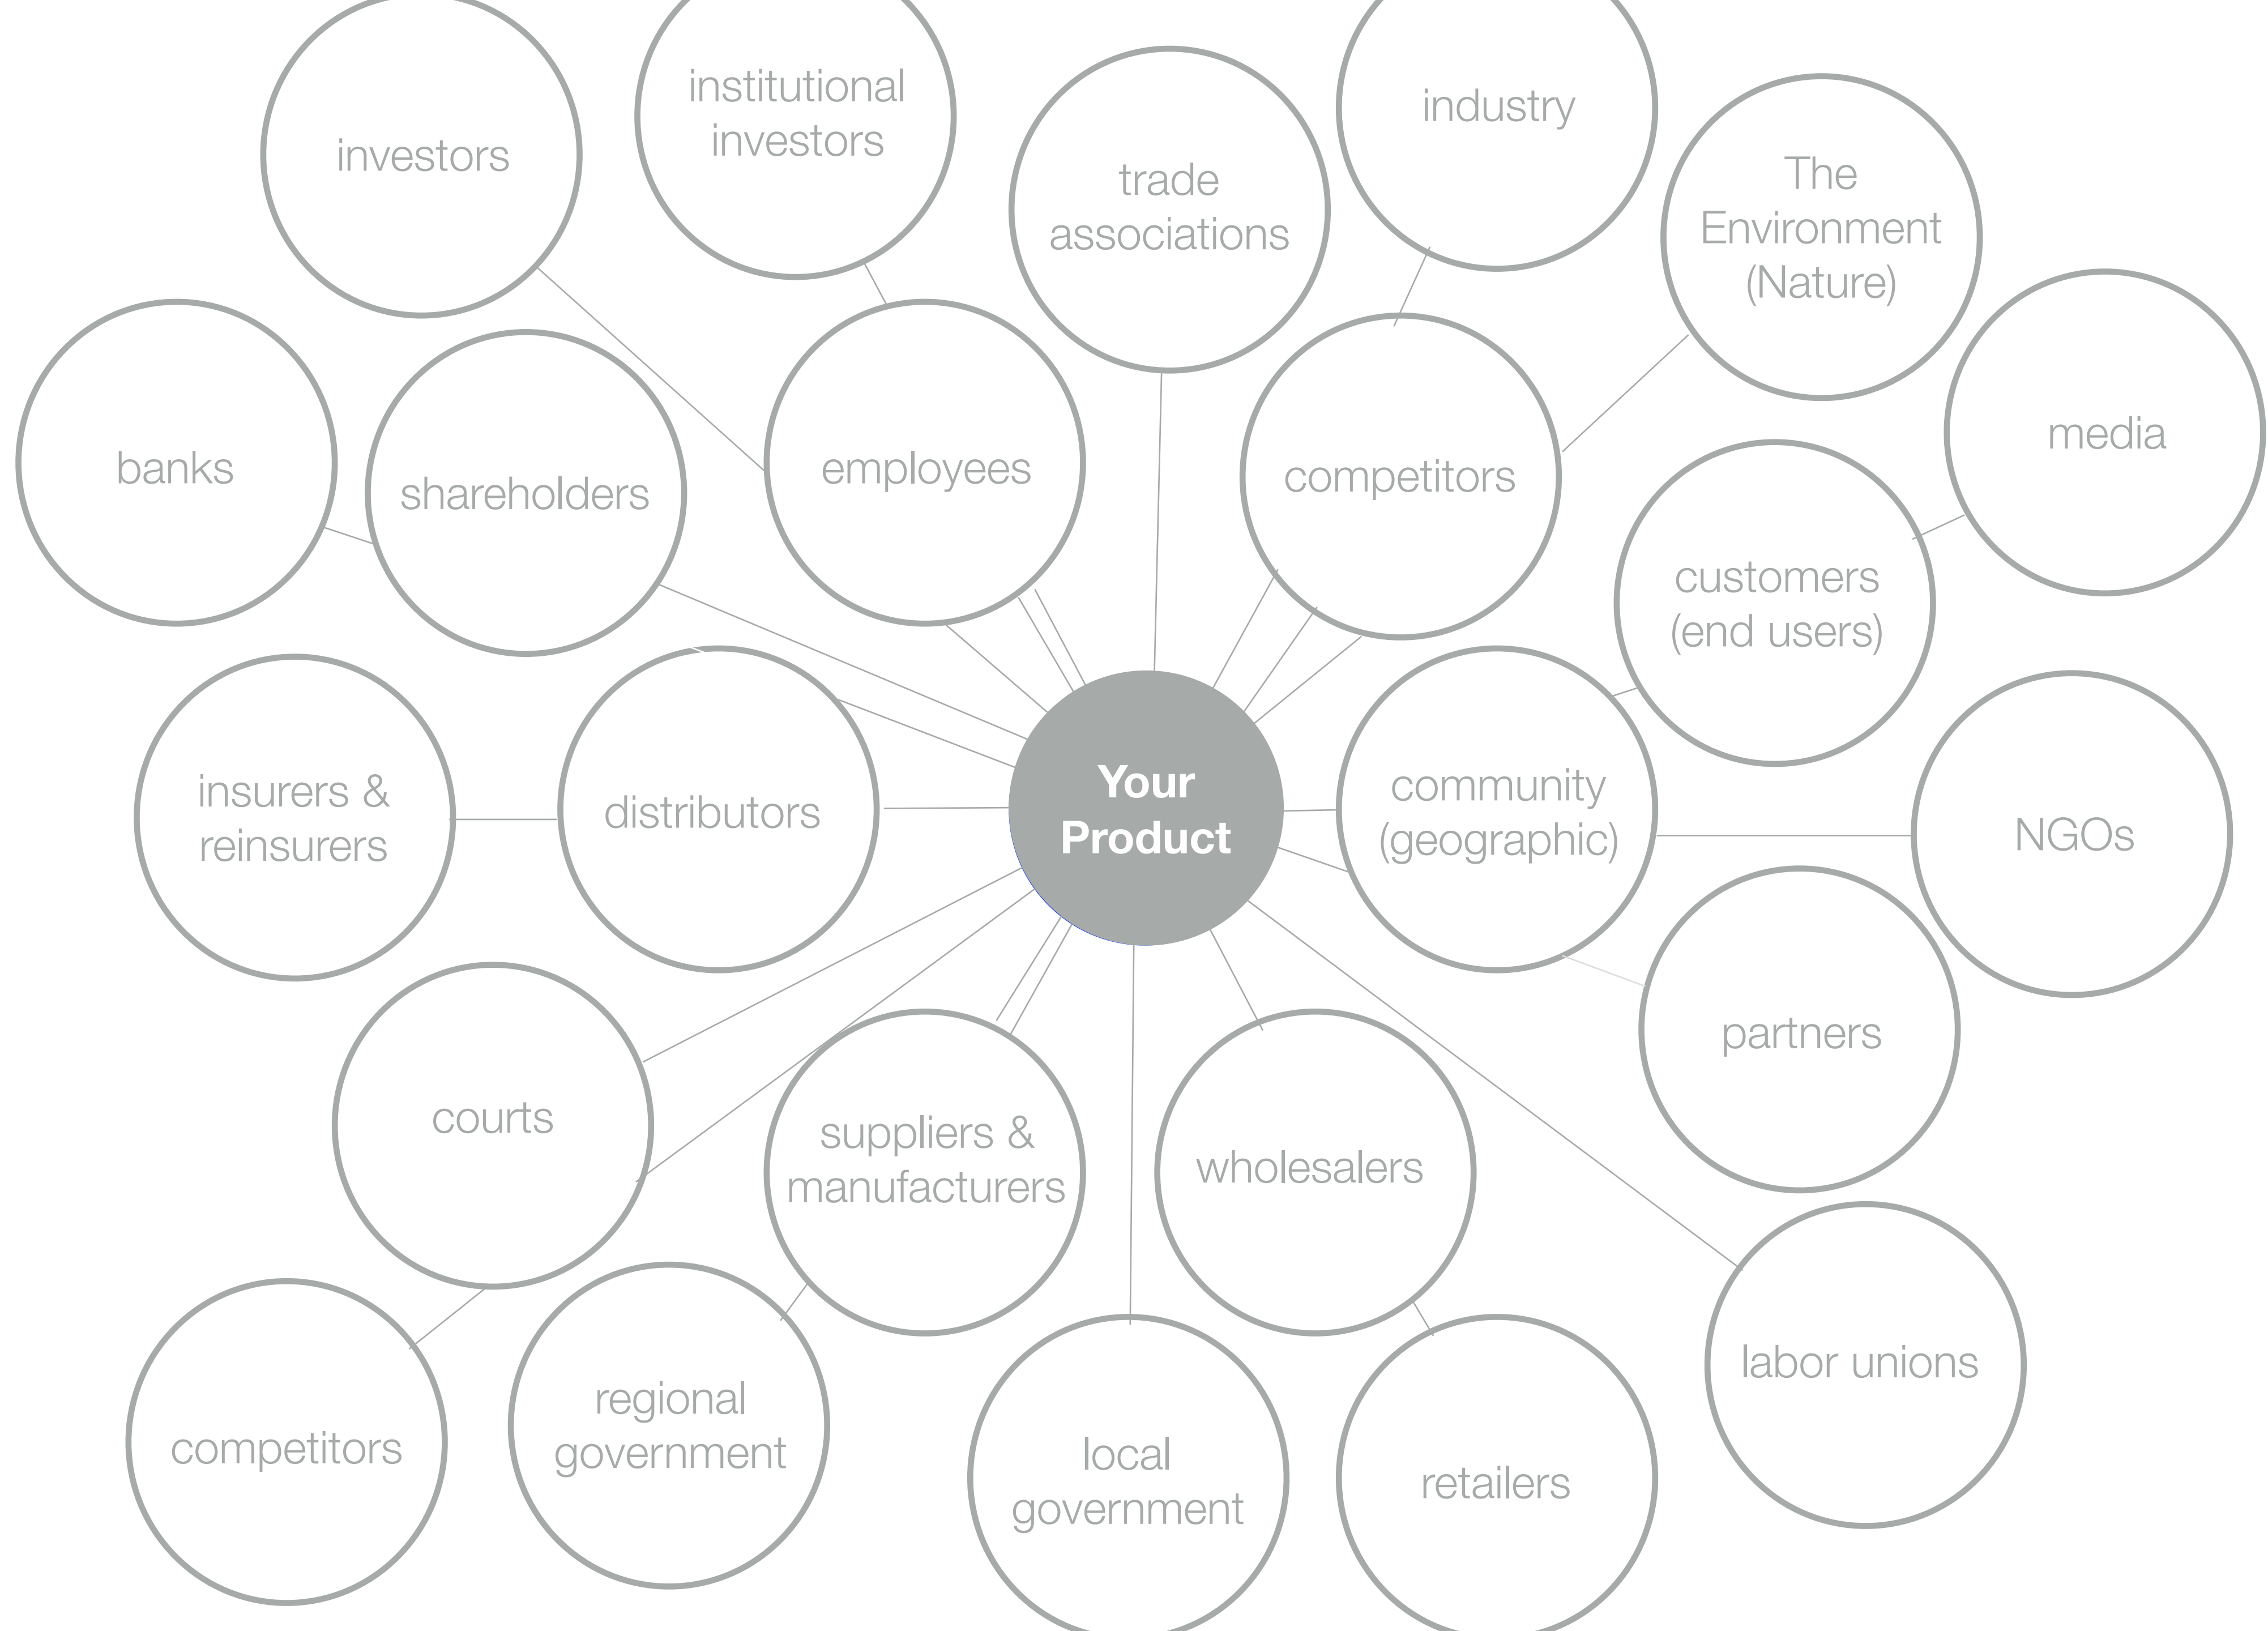 investors
institutional
investors
trade
associations
industry
The
Environment
(Nature)
banks
shareholders
employees
competitors
media
customers
(end users)
insurers &
reinsurers
distributors
Your
Product
community
(geographic)
NGOs
partners
courts
suppliers &
manufacturers
wholesalers
labor unions
competitors
regional
government
local
government
retailers